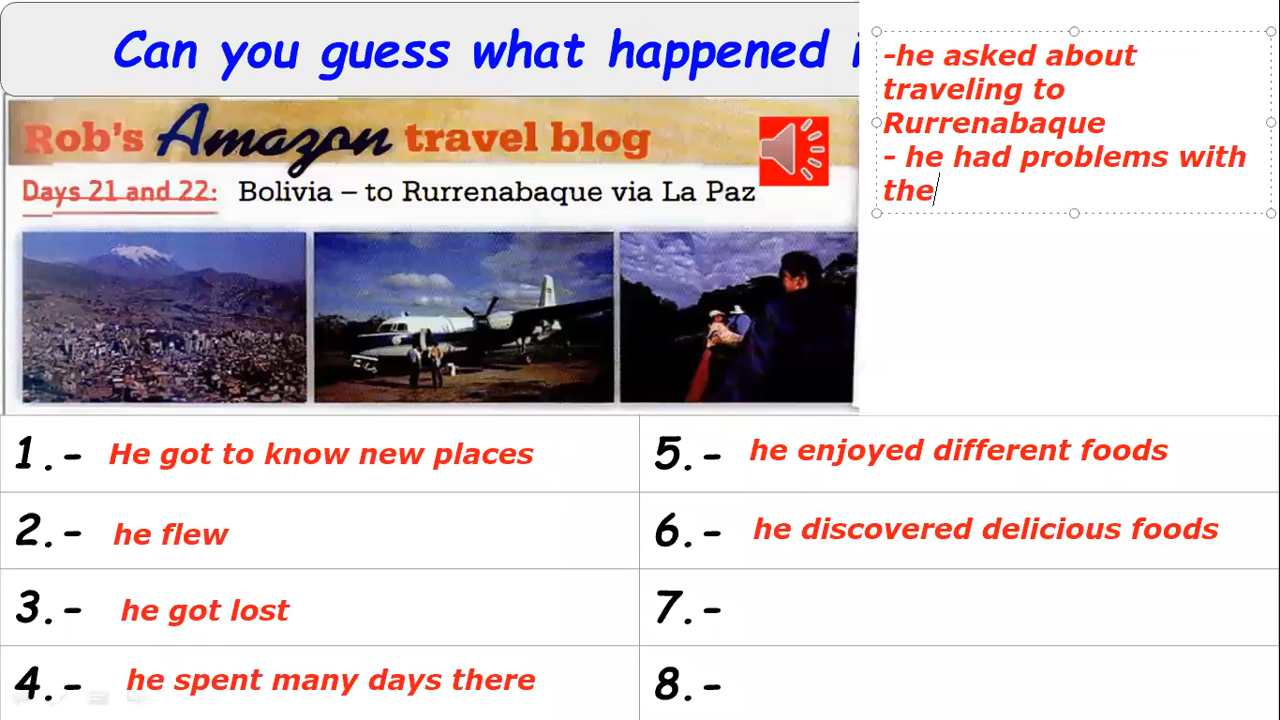 Can you guess what happened i
-he asked about
traveling to
Rurrenabaque
- he had problems with
the
Rob's Amazon travel blog
Days 21 and 22: Bolivia – to Rurrenabaque via La Paz
1.- He got to know new places
2.- he flew
3.- he got lost
4.- he spent many days there
5.- he enjoyed different foods
6.- he discovered delicious foods
7.-
8.-